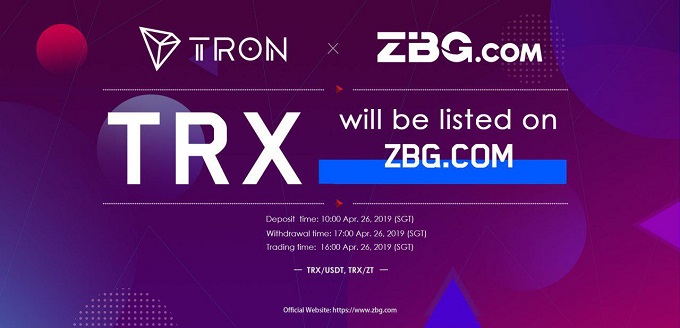 TRON × ZBG.COM
TRX
will be listed on
ZBG.COM
Deposit time: 10:00 Apr. 26, 2019 (SGT)
Withdrawal time: 17:00 Apr. 26, 2019 (SGT)
Trading time: 16:00 Apr. 26, 2019 (SGT)
— TRX/USDT, TRX/ZT —
Official Website: https://www.zbg.com